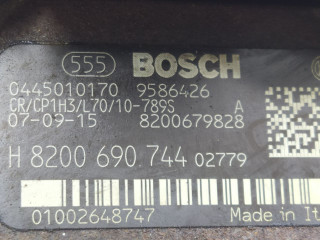 555 BOSCH
0445010170 9586426
CR/CP1H3/L70/10-789S A
07-09-15 8200679828
H 8200 690.744 02779
01002648747 Made in It